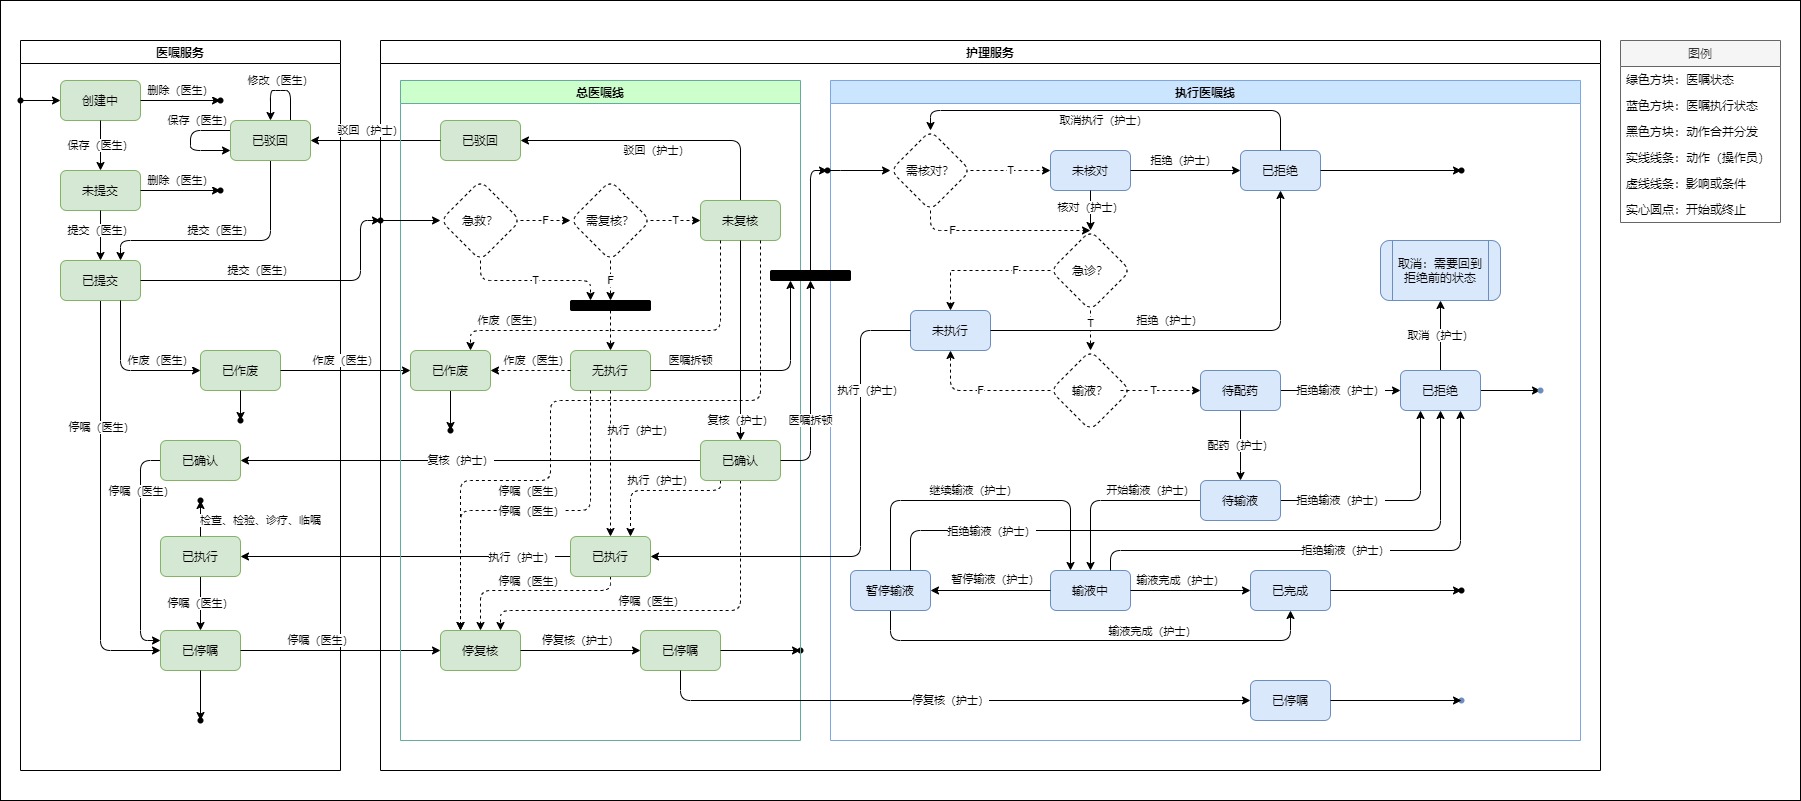 医嘱服务
创建中
删除（医生）
修改（医生）
保存（医生）
已驳回
保存（医生）
未提交
删除（医生）
提交（医生）
提交（医生）
已提交
提交（医生）
作废（医生）
已作废
作废（医生）
停嘱（医生）
已确认
停嘱（医生）
检查、检验、诊疗、临嘱
已执行
停嘱（医生）
已停嘱
停嘱（医生）
护理服务
总医嘱线
驳回（护士）
已驳回
驳回（护士）
急救？
F
需复核？
T
未复核
T
F
作废（医生）
已作废
作废（医生）
无执行
医嘱拆顿
复核（护士）
执行（护士）
医嘱拆顿
复核（护士）
已确认
执行（护士）
停嘱（医生）
停嘱（医生）
执行（护士）
已执行
停嘱（医生）
停嘱（医生）
停复核
停复核（护士）
已停嘱
执行医嘱线
取消执行（护士）
需核对？
T
未核对
拒绝（护士）
已拒绝
核对（护士）
F
急诊？
F
未执行
拒绝（护士）
T
取消：需要回到
拒绝前的状态
取消（护士）
执行（护士）
输液？
F
T
待配药
拒绝输液（护士）
已拒绝
配药（护士）
继续输液（护士）
开始输液（护士）
待输液
拒绝输液（护士）
拒绝输液（护士）
拒绝输液（护士）
暂停输液
暂停输液（护士）
输液中
输液完成（护士）
已完成
输液完成（护士）
停复核（护士）
已停嘱
图例
绿色方块：医嘱状态
蓝色方块：医嘱执行状态
黑色方块：动作合并分发
实线线条：动作（操作员）
虚线线条：影响或条件
实心圆点：开始或终止